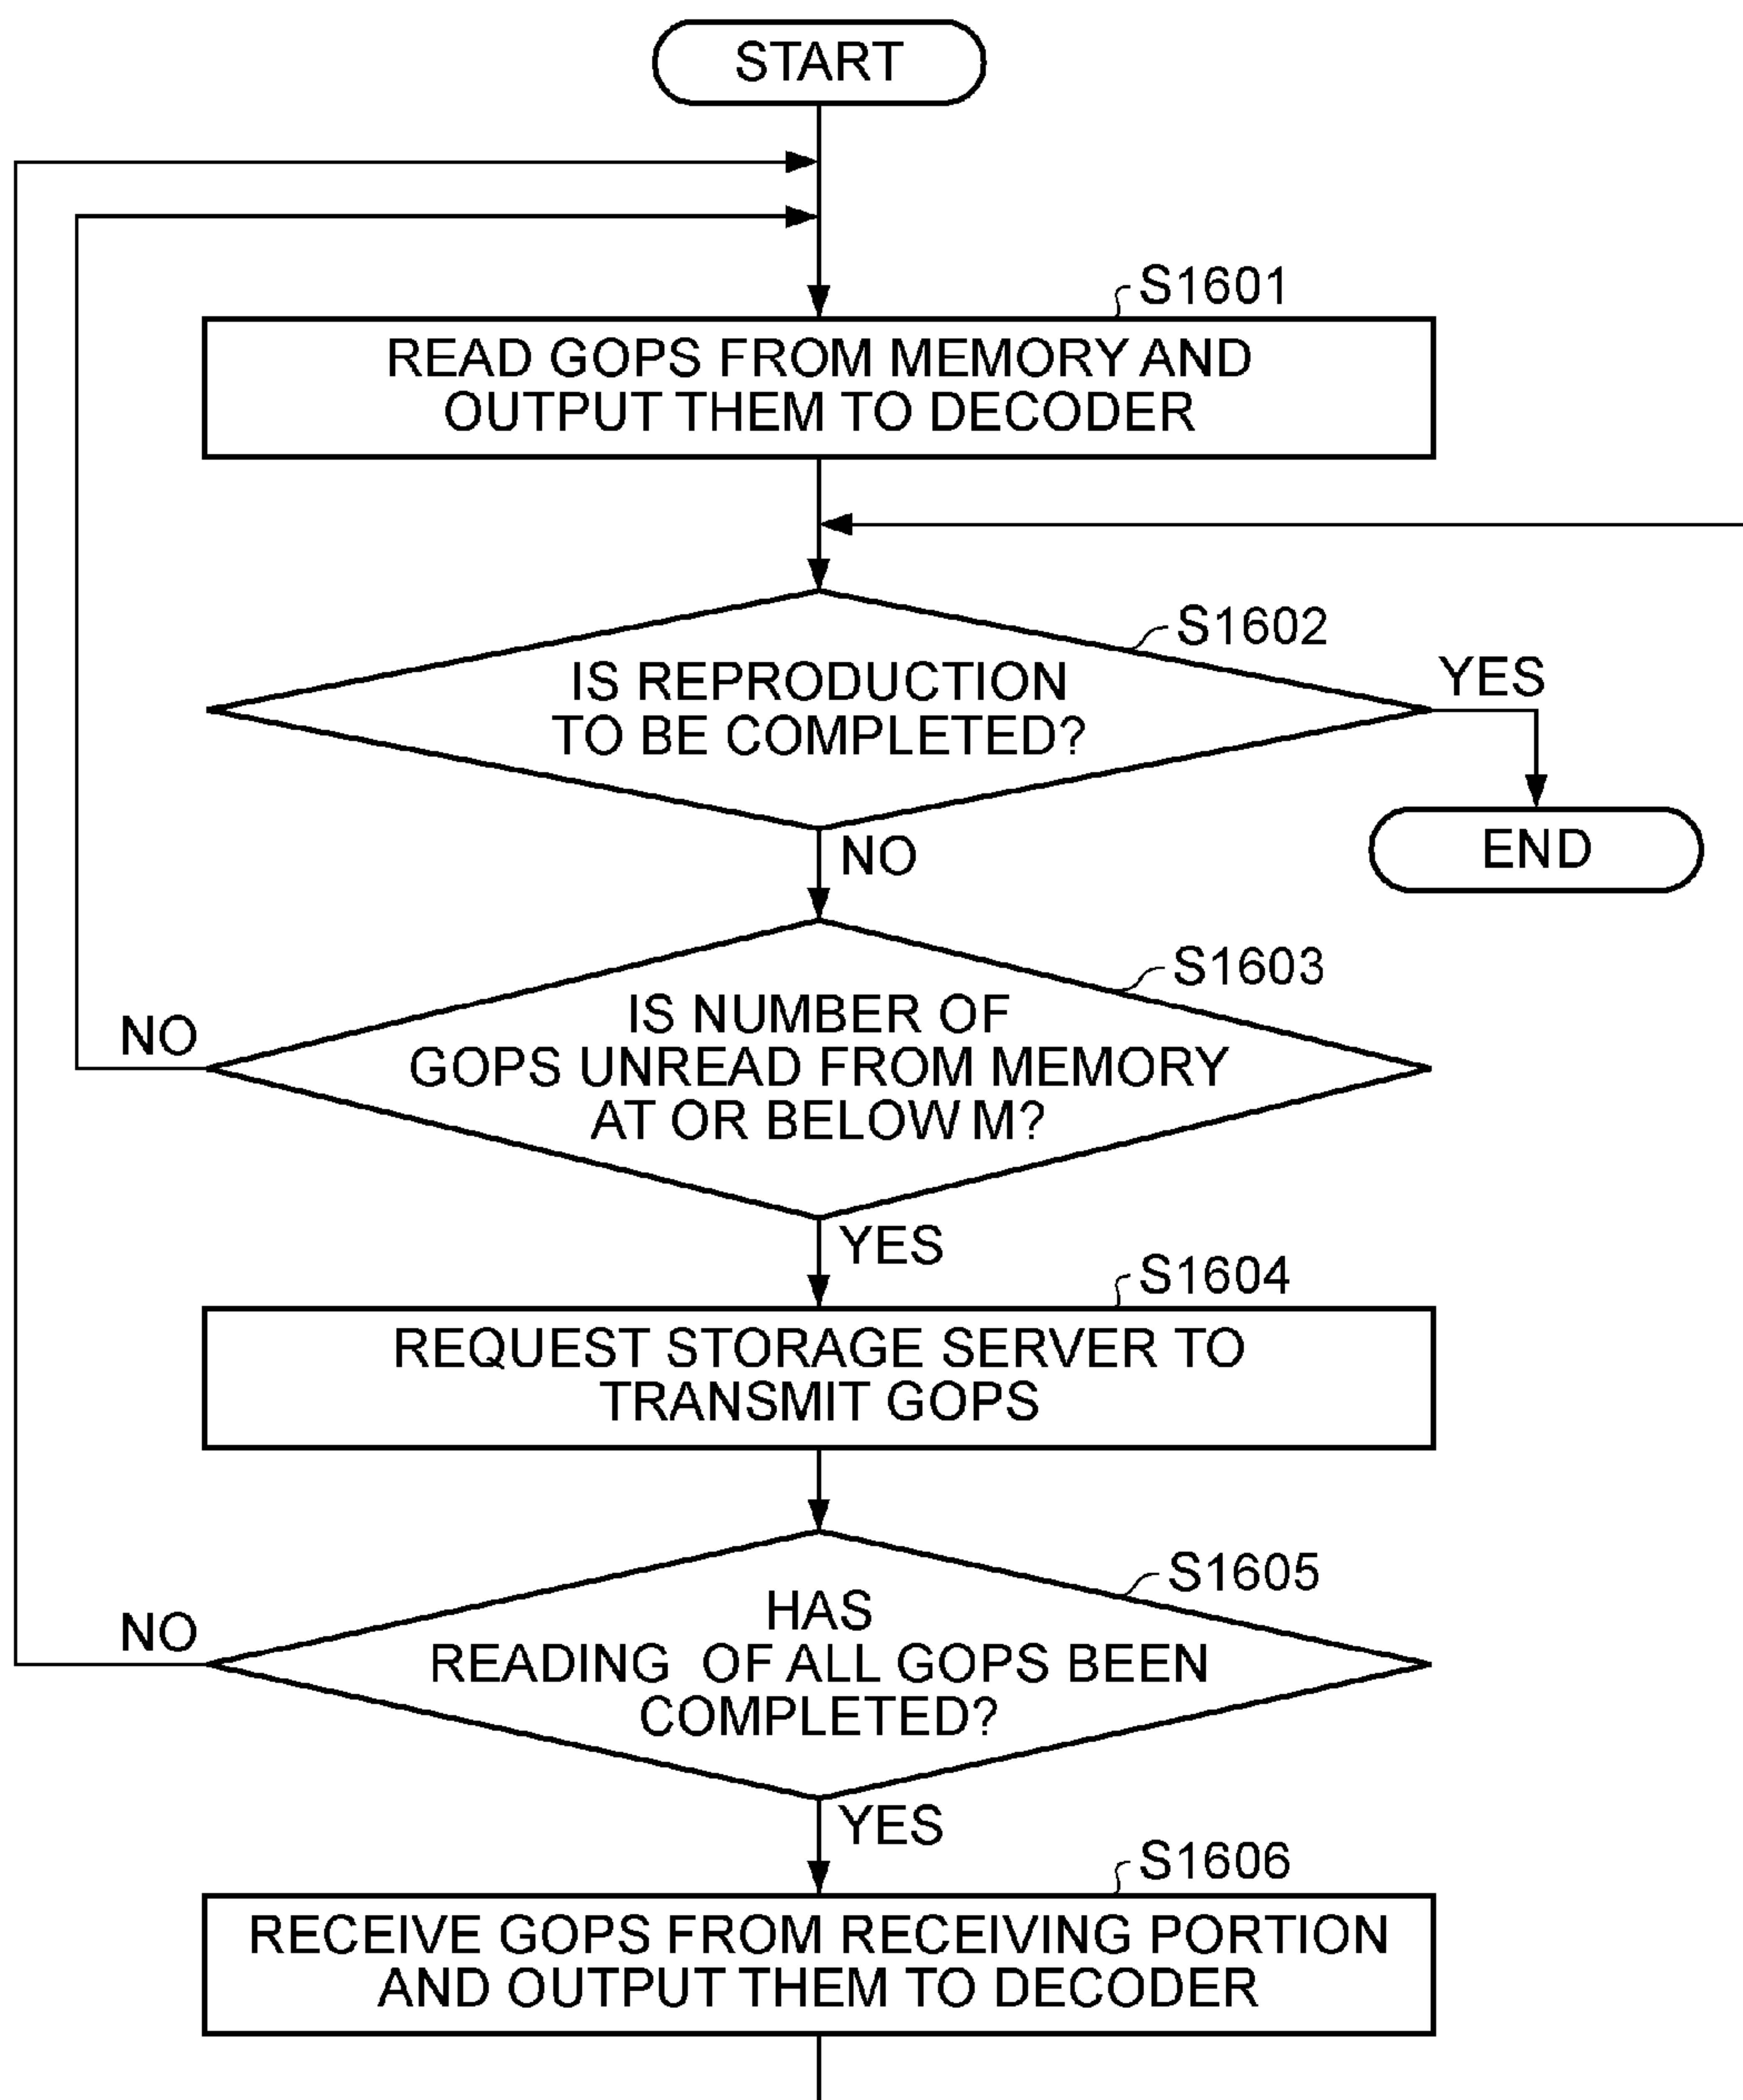 START
S1601
READ GOPS FROM MEMORY AND
OUTPUT THEM TO DECODER
S1602
IS REPRODUCTION
TO BE COMPLETED?
YES
END
NO
S1603
IS NUMBER OF
GOPS UNREAD FROM MEMORY
AT OR BELOW M?
NO
YES
S1604
REQUEST STORAGE SERVER TO
TRANSMIT GOPS
S1605
HAS
READING OF ALL GOPS BEEN
COMPLETED?
NO
YES
S1606
RECEIVE GOPS FROM RECEIVING PORTION
AND OUTPUT THEM TO DECODER